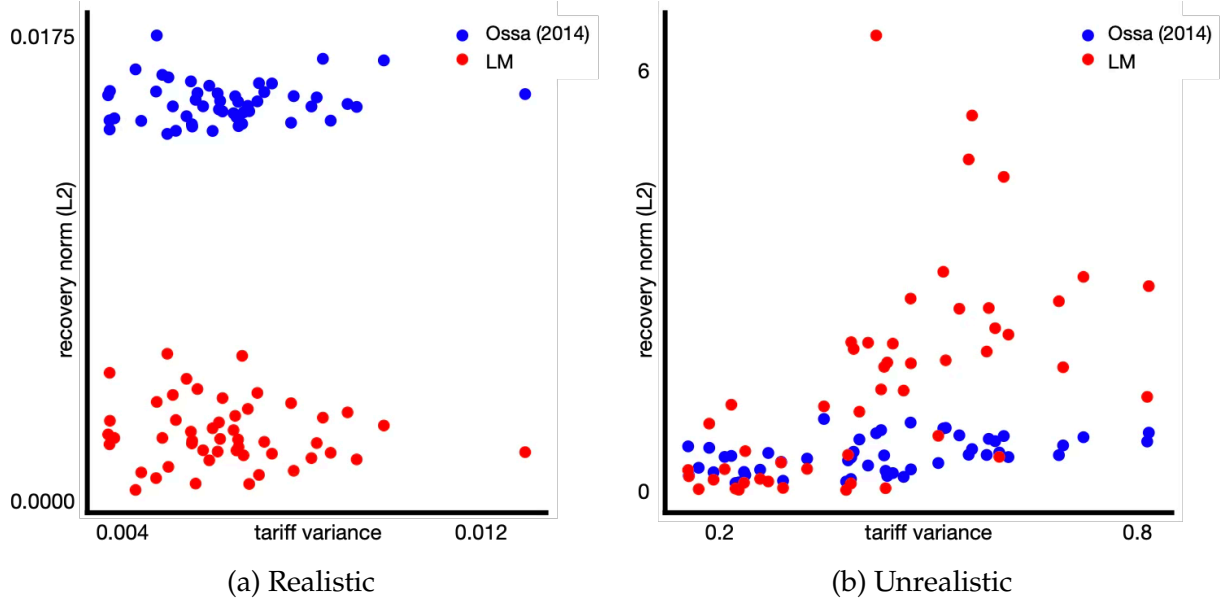 0.0175
Ossa (2014)
LM
recovery norm (L2)
0.0000
0.004
tariff variance
0.012
(a) Realistic
Ossa (2014)
LM
6
recovery norm (L2)
0
0.2
tariff variance
0.8
(b) Unrealistic